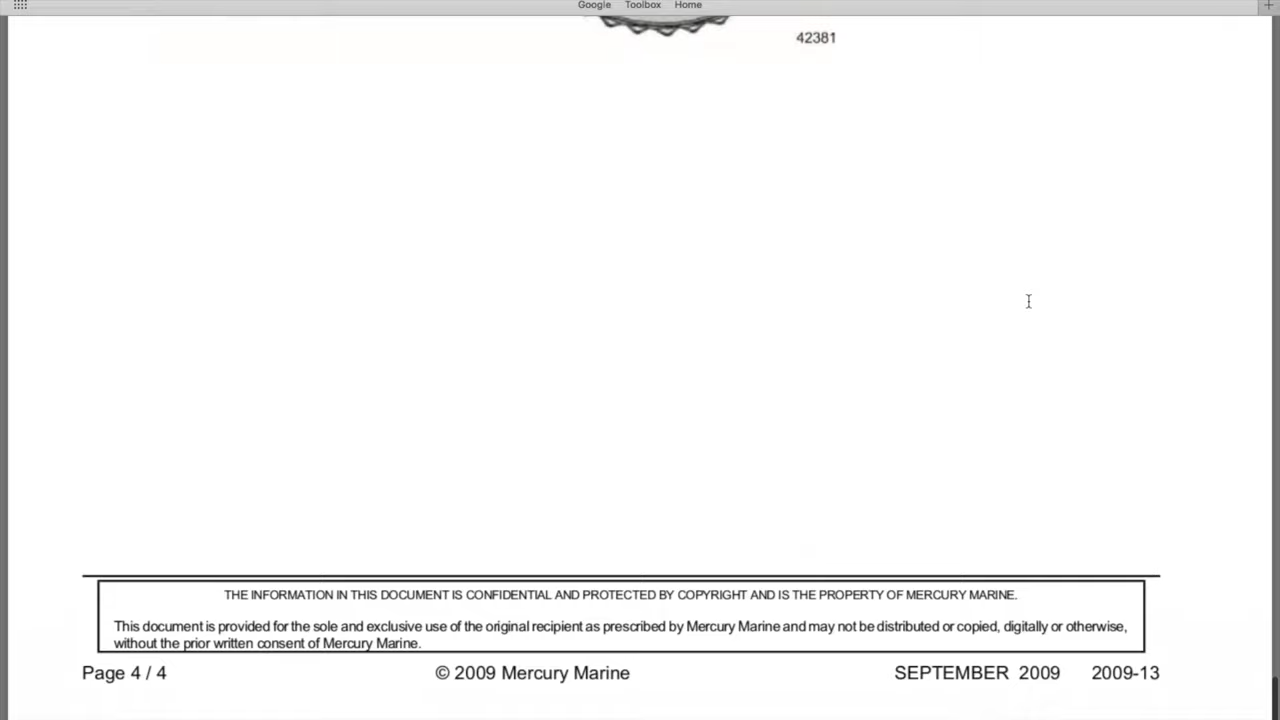 Google Toolbox Home
42381
THE INFORMATION IN THIS DOCUMENT IS CONFIDENTIAL AND PROTECTED BY COPYRIGHT AND IS THE PROPERTY OF MERCURY MARINE.
This document is provided for the sole and exclusive use of the original recipient as prescribed by Mercury Marine and may not be distributed or copied, digitally or otherwise,
without the prior written consent of Mercury Marine.
Page 4 / 4 © 2009 Mercury Marine SEPTEMBER 2009 2009-13